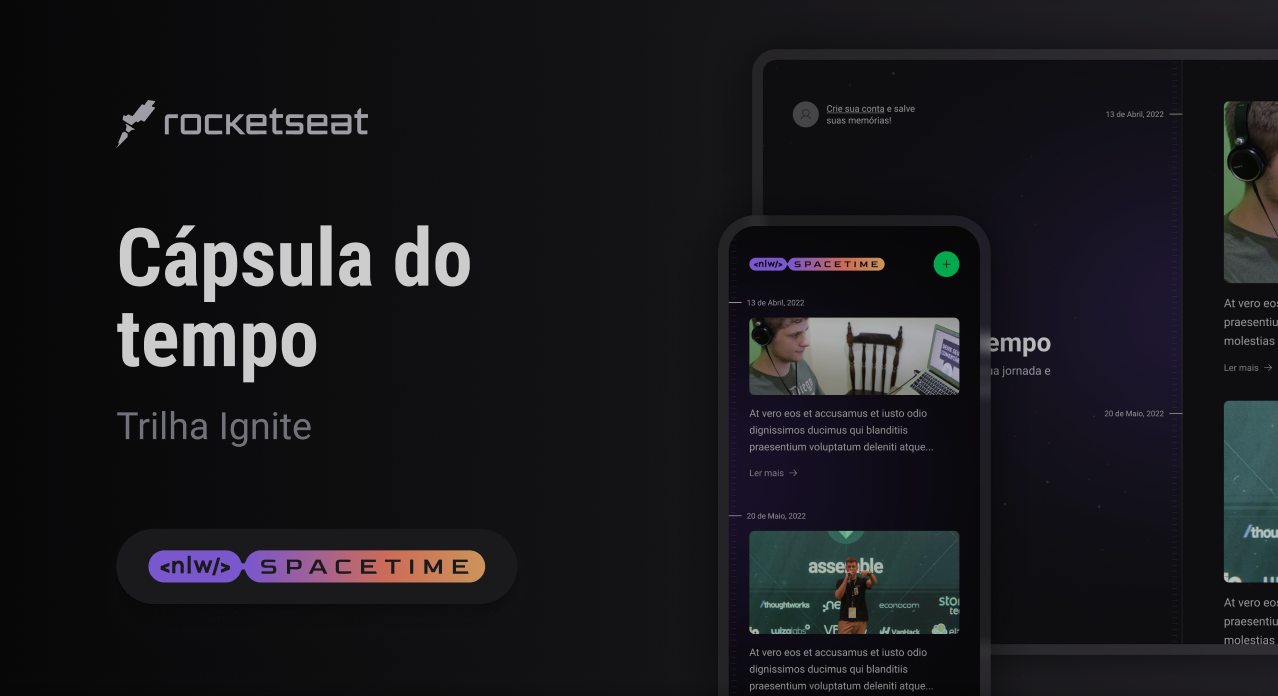 rocketseat
Cápsula do
tempo
Trilha Ignite
<nlw/> SPACETIME
Crie sua conta e salve
suas memórias!
13 de Abril, 2022
empo
ua jornada e
20 de Maio, 2022
At vero eos
praesentiu
molestias
Ler mais →
/thou
At vero eos
praesentiu
molestias
<nlw/> SPACETIME
+
13 de Abril, 2022
At vero eos et accusamus et iusto odio
dignissimos ducimus qui blanditiis
praesentium voluptatum deleniti atque...
Ler mais →
20 de Maio, 2022
assemble
/thoughtworks
econocom
VanHack
At vero eos et accusamus et iusto odio
dignissimos ducimus qui blanditiis
praesentium voluptatum deleniti atque...